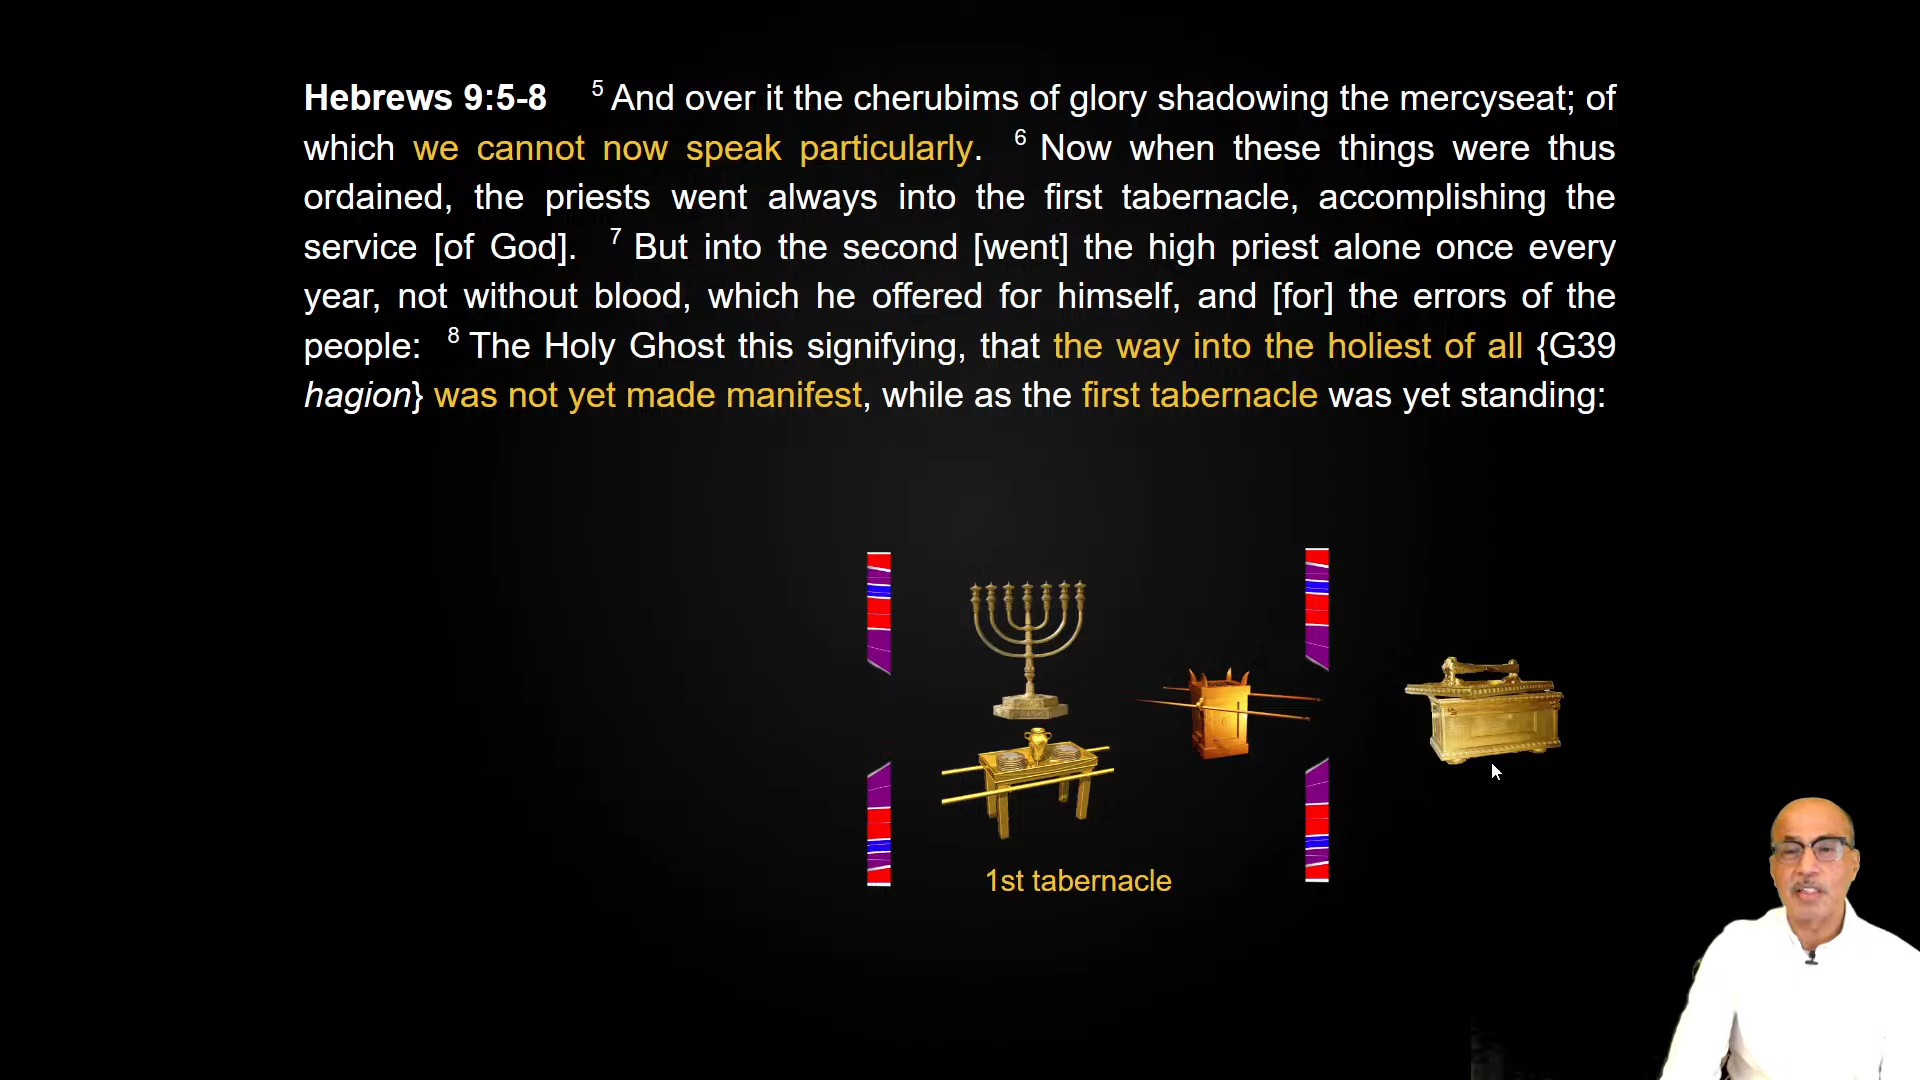 Hebrews 9:5-8 5 And over it the cherubims of glory shadowing the mercyseat; of
which we cannot now speak particularly. 6 Now when these things were thus
ordained, the priests went always into the first tabernacle, accomplishing the
service [of God]. 7 But into the second [went] the high priest alone once every
year, not without blood, which he offered for himself, and [for] the errors of the
people: 8 The Holy Ghost this signifying, that the way into the holiest of all {G39
hagion} was not yet made manifest, while as the first tabernacle was yet standing:
1st tabernacle